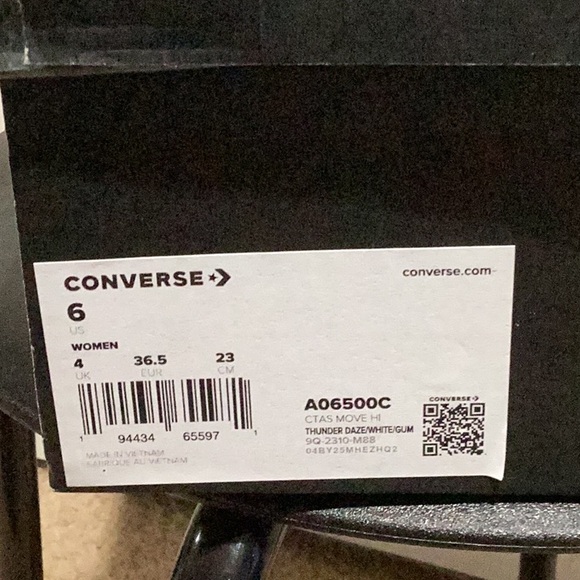 CONVERSE
converse.com
6
US
WOMEN
4 36.5 23
UK EUR CM
1 94434 65597 1
A06500C
CTAS MOVE HI
THUNDER DAZE/WHITE/GUM
9Q-2310-M88
04BY25MHEZHQ2
CONVERSE
MADE IN VIETNAM
FABRIQUÉ AU VIETNAM